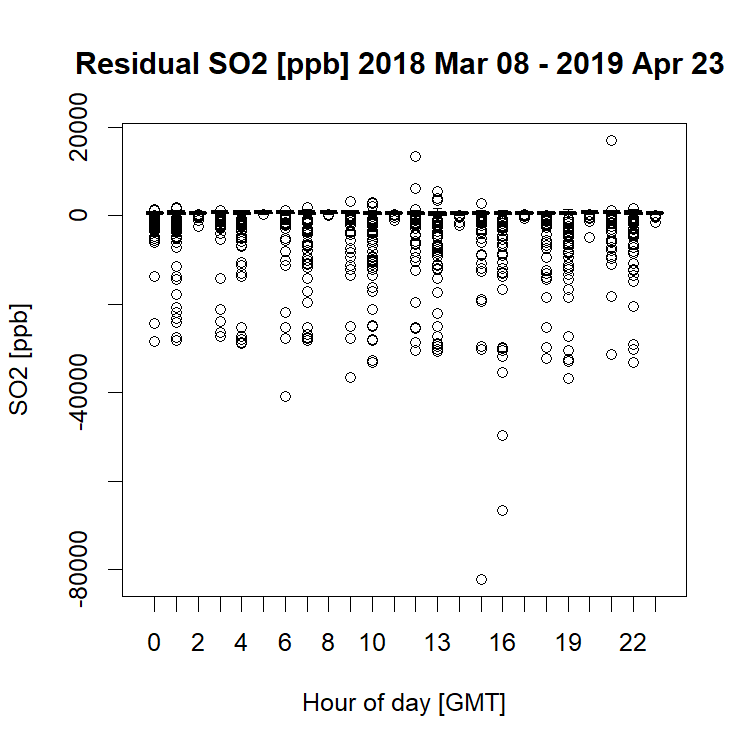 Residual SO2 [ppb] 2018 Mar 08 - 2019 Apr 23
20000
0
-40000
-80000
SO2 [ppb]
0 2 4 6 8 10 13 16 19 22
Hour of day [GMT]